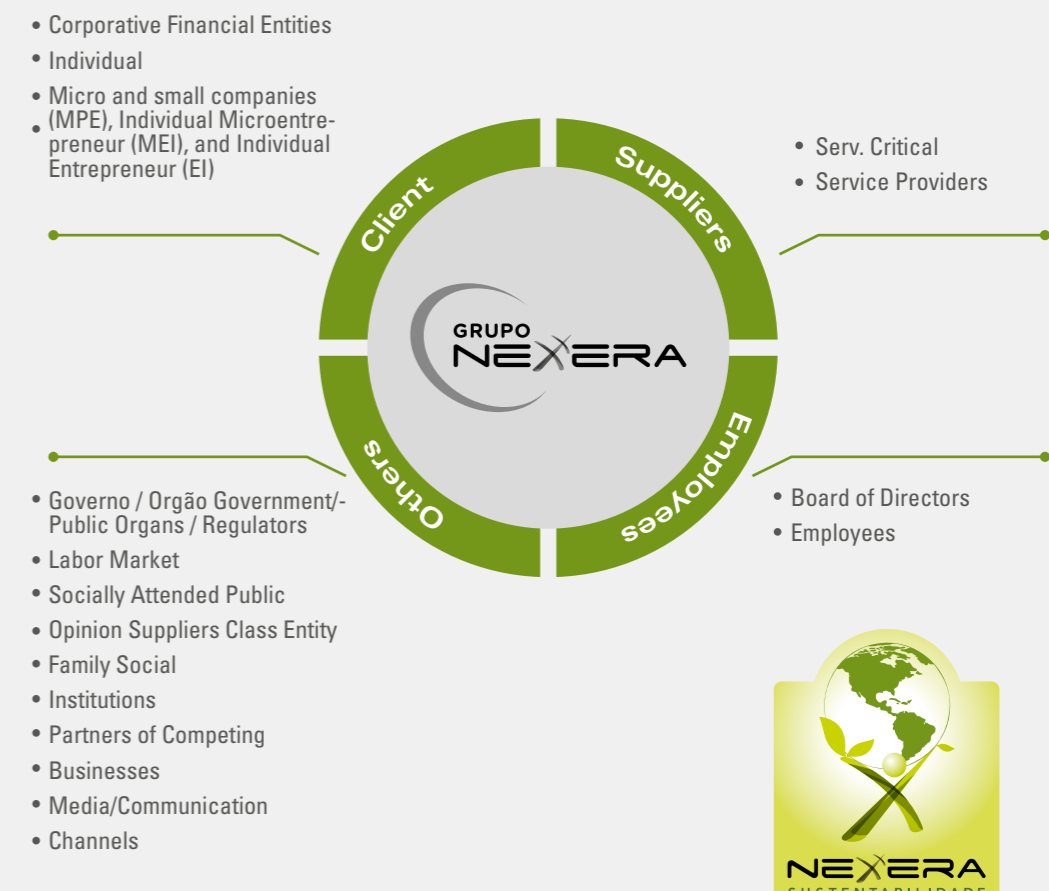 • Corporative Financial Entities
• Individual
• Micro and small companies
• (MPE), Individual Microentre-
preneur (MEI), and Individual
Entrepreneur (EI)
Client
Suppliers
• Serv. Critical
• Service Providers
GRUPO
NEXERA
Others
Employees
• Governo / Orgão Government/-
Public Organs / Regulators
• Labor Market
• Socially Attended Public
• Opinion Suppliers Class Entity
• Family Social
• Institutions
• Partners of Competing
• Businesses
• Media/Communication
• Channels
• Board of Directors
• Employees
NEXERA
SUSTENTABILIDADE